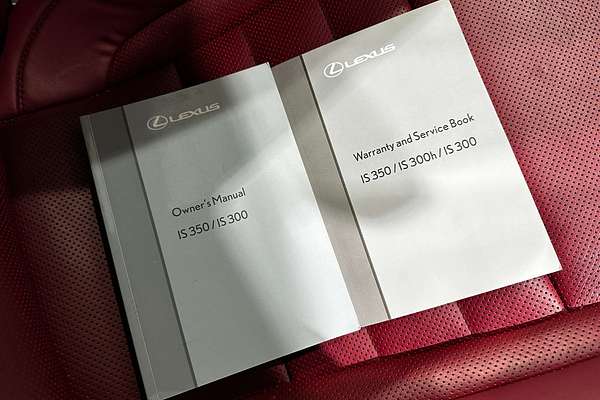 LEXUS
Owner's Manual
IS 350 / IS 300
LEXUS
Warranty and Service Book
IS 350 / IS 300h / IS 300